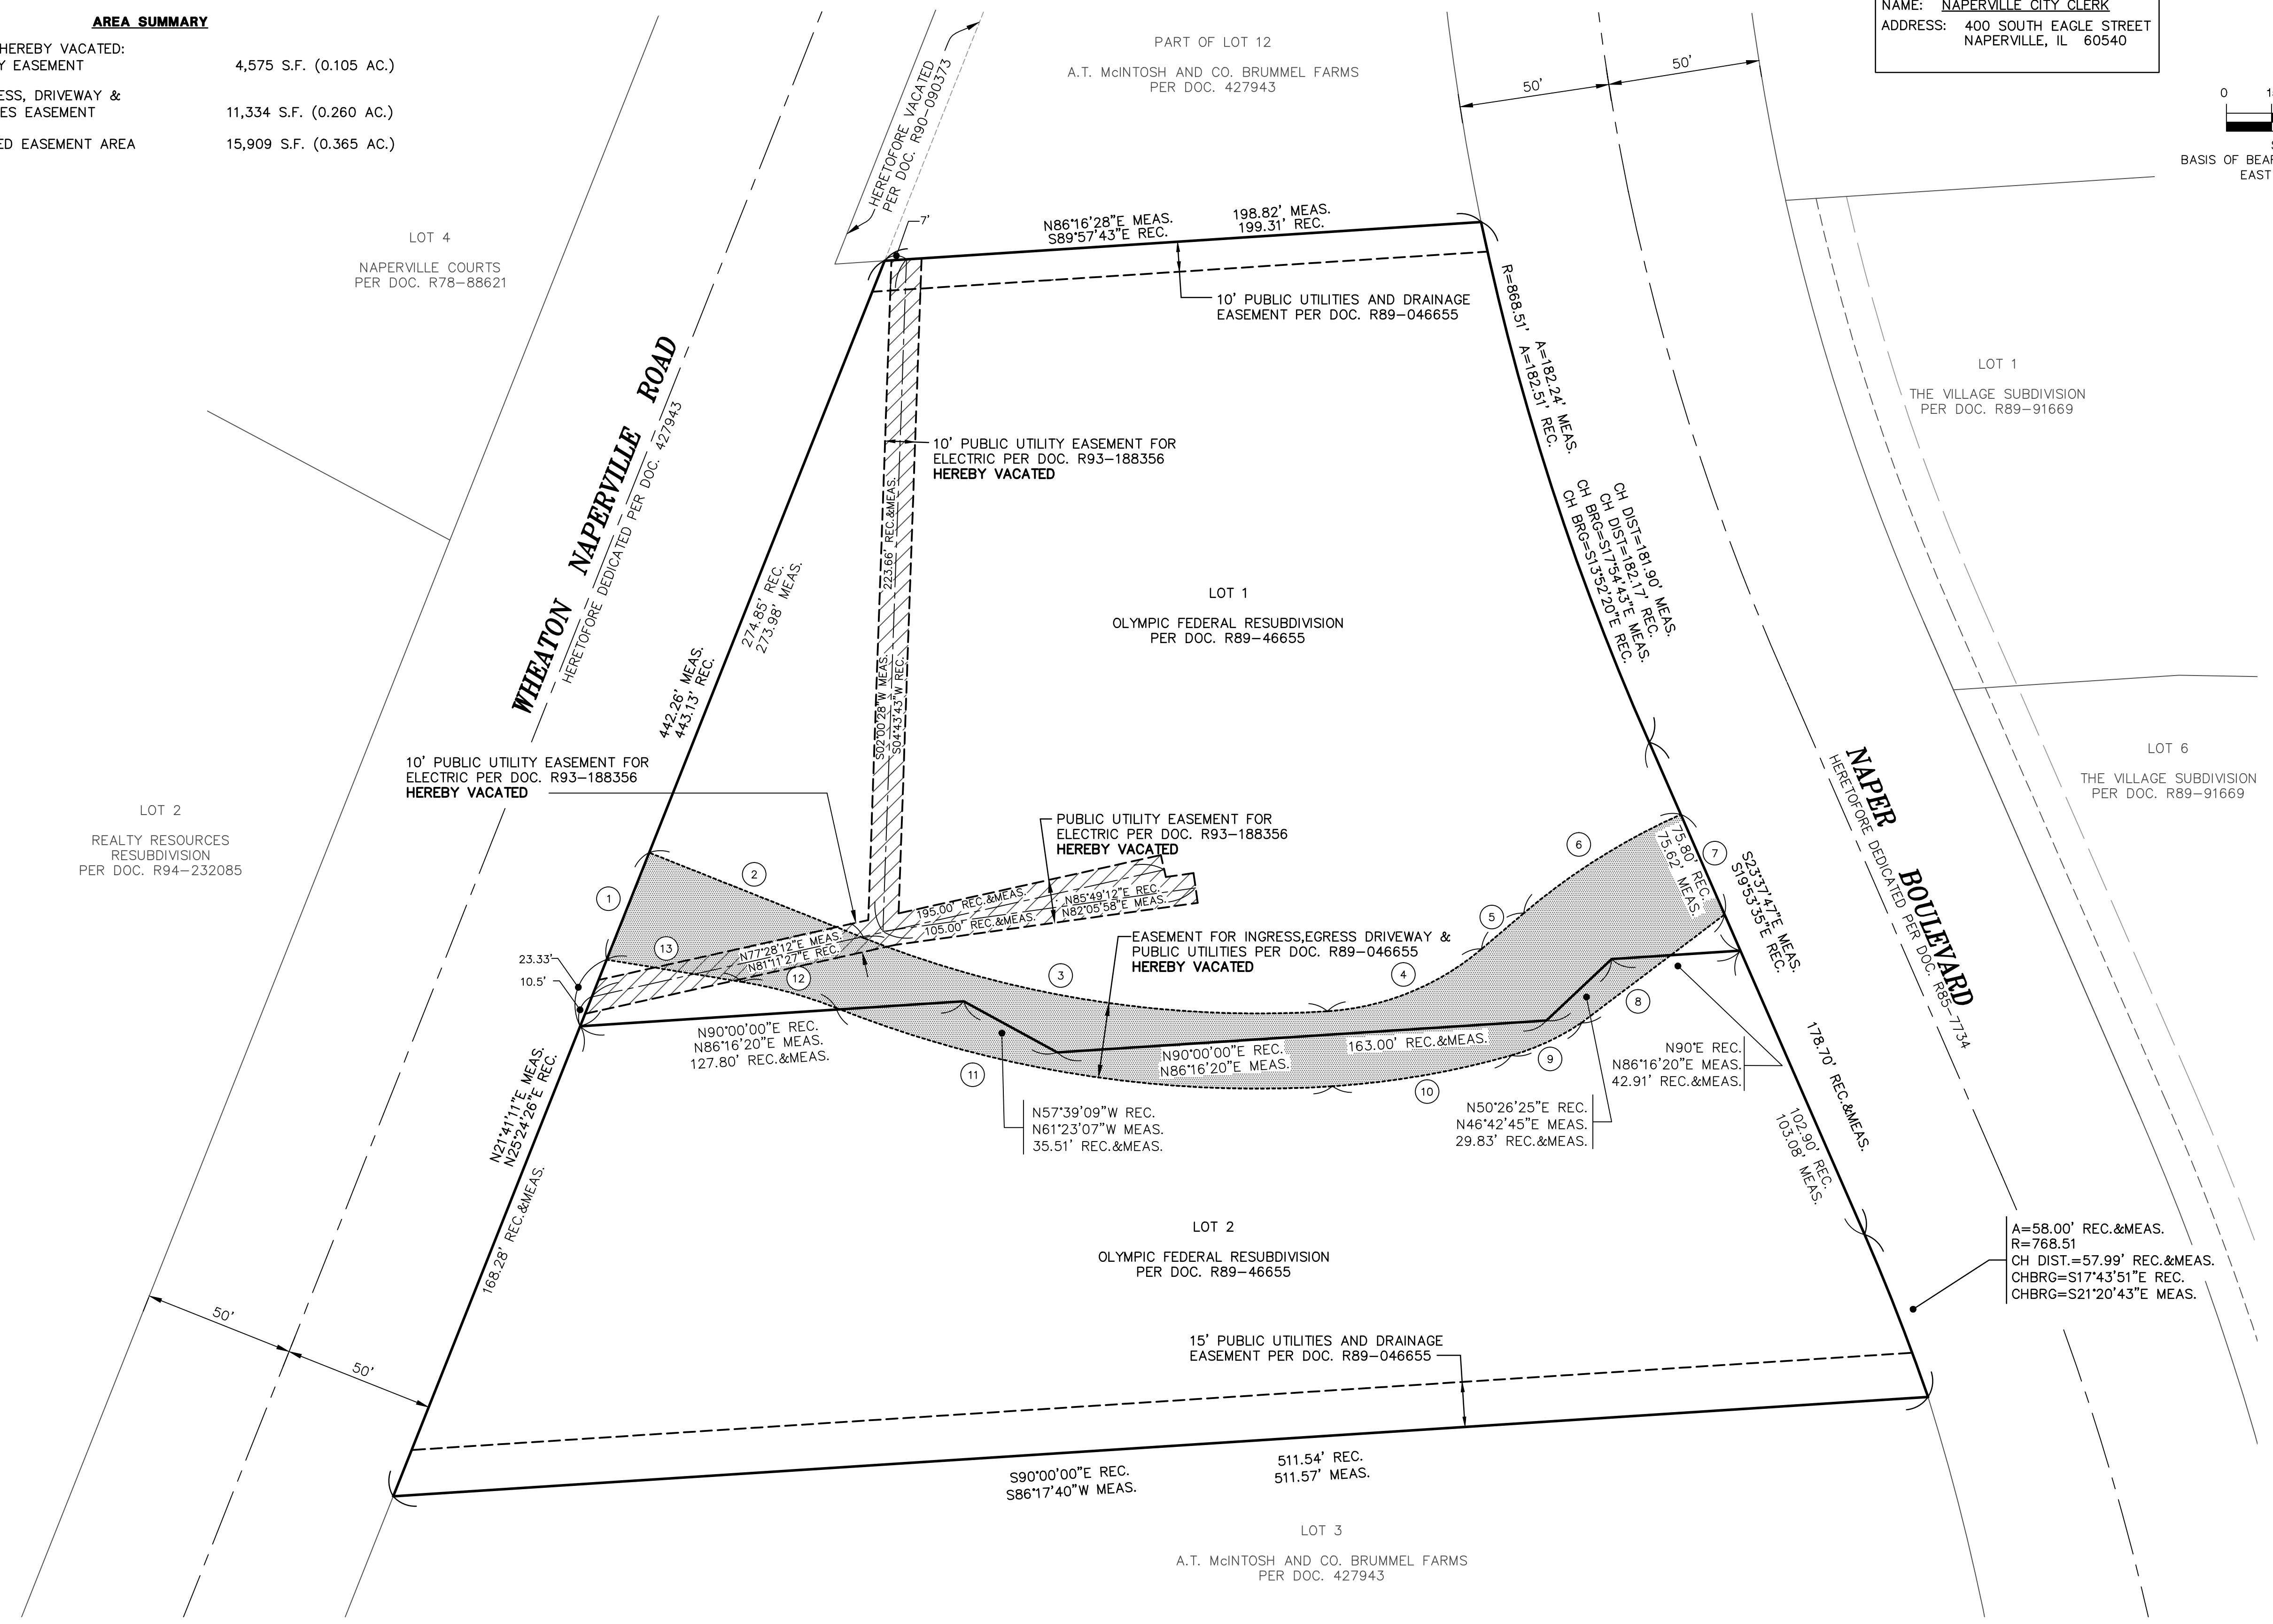 AREA SUMMARY
HEREBY VACATED:
Y EASEMENT 4,575 S.F. (0.105 AC.)
ESS, DRIVEWAY &
ES EASEMENT 11,334 S.F. (0.260 AC.)
ED EASEMENT AREA 15,909 S.F. (0.365 AC.)
NAME: NAPERVILLE CITY CLERK
ADDRESS: 400 SOUTH EAGLE STREET
NAPERVILLE, IL 60540
0
BASIS OF BEA
EAST
PART OF LOT 12
A.T. McINTOSH AND CO. BRUMMEL FARMS
PER DOC. 427943
HERETOFORE VACATED
PER DOC. R90-090373
50'
50'
LOT 4
NAPERVILLE COURTS
PER DOC. R78-88621
7'
N86°16'28"E MEAS.
S89°57'43"E REC.
198.82' MEAS.
199.31' REC.
10' PUBLIC UTILITIES AND DRAINAGE
EASEMENT PER DOC. R89-046655
R=868.51'
A=182.24' MEAS.
A=182.51' REC.
CH DIST=181.90' MEAS.
CH DIST=182.17' REC.
CH BRG=S17°54'43"E MEAS.
CH BRG=S13°52'20"E REC.
LOT 1
THE VILLAGE SUBDIVISION
PER DOC. R89-91669
WHEATON NAPERVILLE ROAD
HERETOFORE DEDICATED PER DOC. 427943
10' PUBLIC UTILITY EASEMENT FOR
ELECTRIC PER DOC. R93-188356
HEREBY VACATED
223.66' REC.&MEAS.
S02°00'28"W MEAS.
S04°43'43"W REC.
274.85' REC.
273.98' MEAS.
442.26' MEAS.
443.13' REC.
LOT 1
OLYMPIC FEDERAL RESUBDIVISION
PER DOC. R89-46655
10' PUBLIC UTILITY EASEMENT FOR
ELECTRIC PER DOC. R93-188356
HEREBY VACATED
LOT 2
REALTY RESOURCES
RESUBDIVISION
PER DOC. R94-232085
PUBLIC UTILITY EASEMENT FOR
ELECTRIC PER DOC. R93-188356
HEREBY VACATED
NAPER BOULEVARD
HERETOFORE DEDICATED PER DOC. R85-7734
LOT 6
THE VILLAGE SUBDIVISION
PER DOC. R89-91669
1
2
3
4
5
6
7
8
9
10
11
12
13
75.80' REC.
75.62' MEAS.
S23°37'47"E MEAS.
S19°53'35"E REC.
195.00' REC.&MEAS.
105.00' REC.&MEAS.
N85°49'12"E REC.
N82°05'58"E MEAS.
N77°28'12"E MEAS.
N81°11'27"E REC.
23.33'
10.5'
EASEMENT FOR INGRESS,EGRESS DRIVEWAY &
PUBLIC UTILITIES PER DOC. R89-046655
HEREBY VACATED
N90°00'00"E REC.
N86°16'20"E MEAS.
127.80' REC.&MEAS.
N90°00'00"E REC.
N86°16'20"E MEAS.
163.00' REC.&MEAS.
N57°39'09"W REC.
N61°23'07"W MEAS.
35.51' REC.&MEAS.
N50°26'25"E REC.
N46°42'45"E MEAS.
29.83' REC.&MEAS.
N90°E REC.
N86°16'20"E MEAS.
42.91' REC.&MEAS.
178.70' REC.&MEAS.
102.90' REC.
103.08' MEAS.
N21°41'11"E MEAS.
N25°24'26"E REC.
168.28' REC.&MEAS.
LOT 2
OLYMPIC FEDERAL RESUBDIVISION
PER DOC. R89-46655
A=58.00' REC.&MEAS.
R=768.51
CH DIST.=57.99' REC.&MEAS.
CHBRG=S17°43'51"E REC.
CHBRG=S21°20'43"E MEAS.
50'
50'
15' PUBLIC UTILITIES AND DRAINAGE
EASEMENT PER DOC. R89-046655
S90°00'00"E REC.
S86°17'40"W MEAS.
511.54' REC.
511.57' MEAS.
LOT 3
A.T. McINTOSH AND CO. BRUMMEL FARMS
PER DOC. 427943